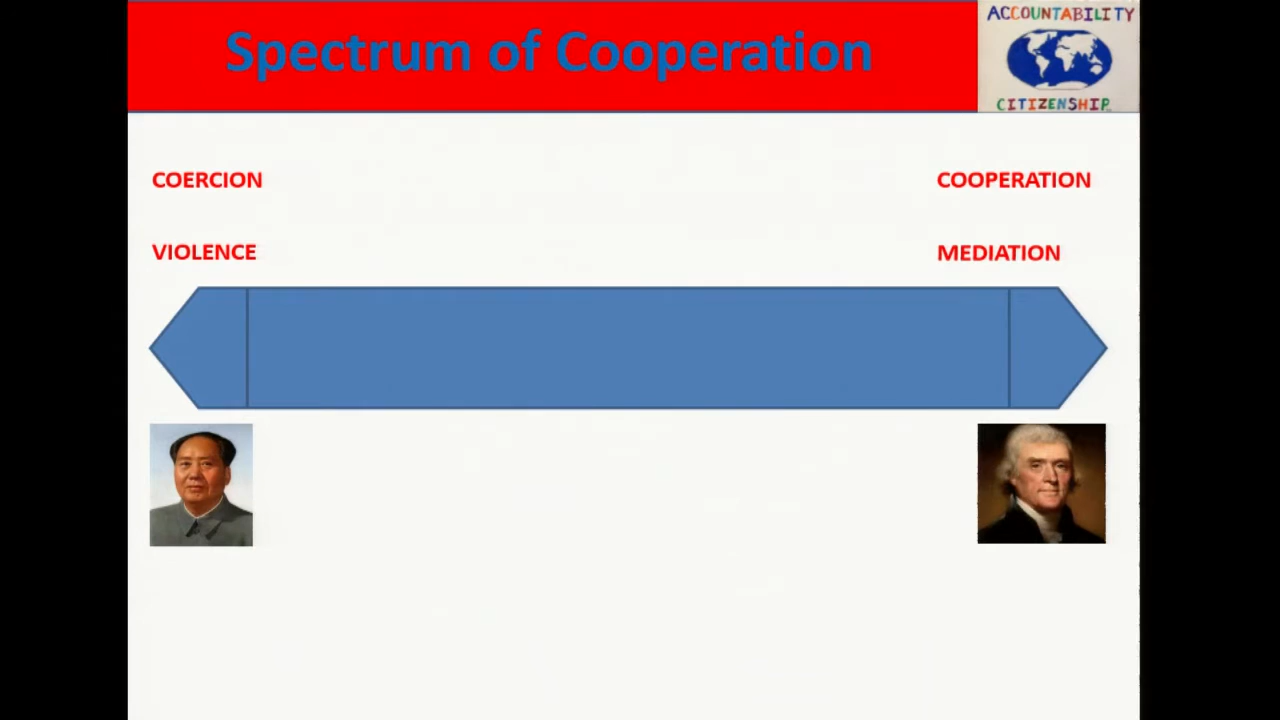 Spectrum of Cooperation
ACCOUNTABILITY
CITIZENSHIP
COERCION
COOPERATION
VIOLENCE
MEDIATION